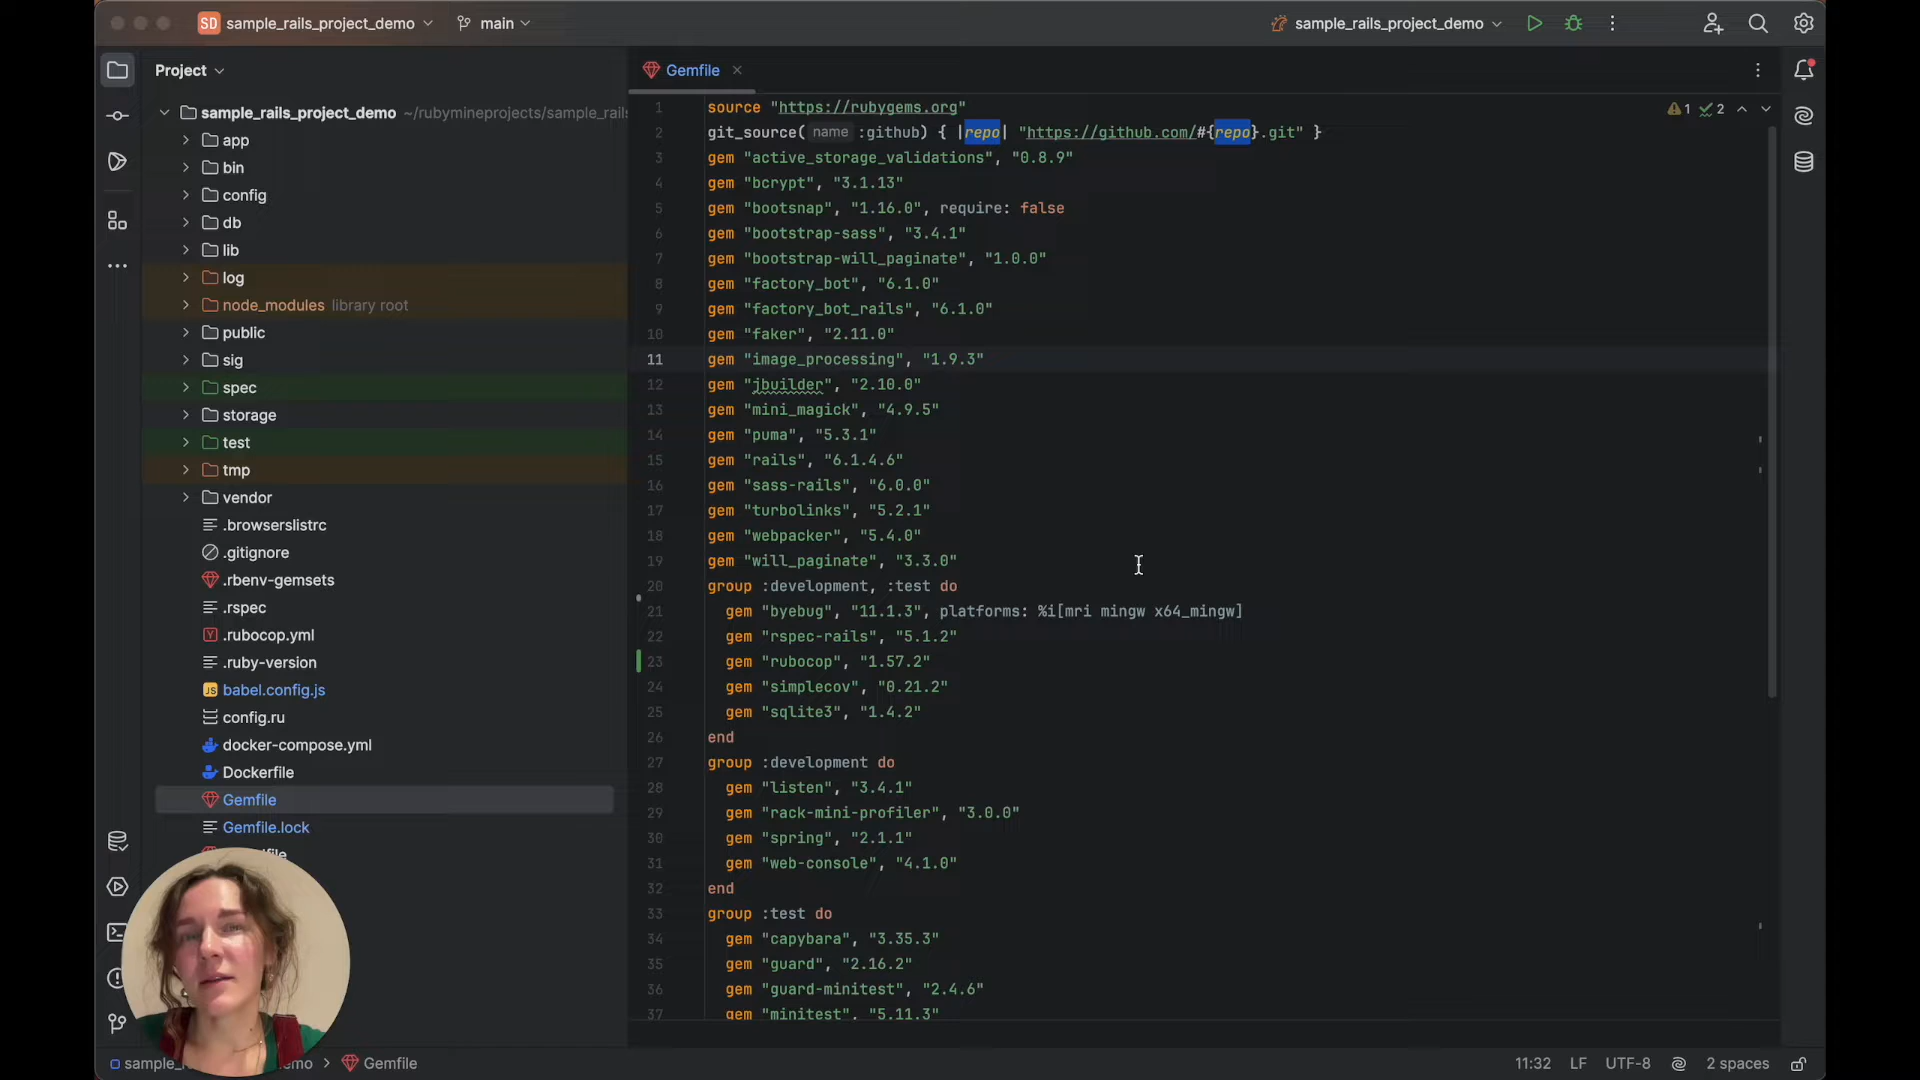 SD sample_rails_project_demo main sample_rails_project_demo
Project
Gemfile
sample_rails_project_demo ~/rubymineprojects/sample_rails
app
bin
config
db
lib
log
node_modules library root
public
sig
spec
storage
test
tmp
vendor
.browserslistrc
.gitignore
.rbenv-gemsets
.rspec
.rubocop.yml
.ruby-version
babel.config.js
config.ru
docker-compose.yml
Dockerfile
Gemfile
Gemfile.lock
1 source "https://rubygems.org"
2 git_source( name :github) { |repo| "https://github.com/#{repo}.git" }
3 gem "active_storage_validations", "0.8.9"
4 gem "bcrypt", "3.1.13"
5 gem "bootsnap", "1.16.0", require: false
6 gem "bootstrap-sass", "3.4.1"
7 gem "bootstrap-will_paginate", "1.0.0"
8 gem "factory_bot", "6.1.0"
9 gem "factory_bot_rails", "6.1.0"
10 gem "faker", "2.11.0"
11 gem "image_processing", "1.9.3"
12 gem "jbuilder", "2.10.0"
13 gem "mini_magick", "4.9.5"
14 gem "puma", "5.3.1"
15 gem "rails", "6.1.4.6"
16 gem "sass-rails", "6.0.0"
17 gem "turbolinks", "5.2.1"
18 gem "webpacker", "5.4.0"
19 gem "will_paginate", "3.3.0"
20 group :development, :test do
21 gem "byebug", "11.1.3", platforms: %i[mri mingw x64_mingw]
22 gem "rspec-rails", "5.1.2"
23 gem "rubocop", "1.57.2"
24 gem "simplecov", "0.21.2"
25 gem "sqlite3", "1.4.2"
26 end
27 group :development do
28 gem "listen", "3.4.1"
29 gem "rack-mini-profiler", "3.0.0"
30 gem "spring", "2.1.1"
31 gem "web-console", "4.1.0"
32 end
33 group :test do
34 gem "capybara", "3.35.3"
35 gem "guard", "2.16.2"
36 gem "guard-minitest", "2.4.6"
37 gem "minitest", "5.11.3"
1 2
Gemfile
11:32 LF UTF-8 2 spaces